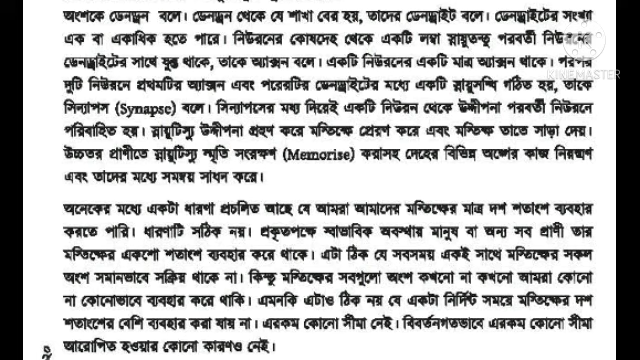 অংশকে ডেনড্রন বলে। ডেনড্রন থেকে যে শাখা বের হয়, তাদের ডেনড্রাইট বলে। ডেনড্রাইটের সংখ্যা
এক বা একাধিক হতে পারে। নিউরনের কোষদেহ থেকে একটি লম্বা স্নায়ুতন্তু পরবর্তী নিউরনের
ডেনড্রাইটের সাথে যুক্ত থাকে, তাকে অ্যাক্সন বলে। একটি নিউরনের একটি মাত্র অ্যাক্সন থাকে। পরপর
দুটি নিউরনে প্রথমটির অ্যাক্সন এবং পরেরটির ডেনড্রাইটের মধ্যে একটি স্নায়ুসন্ধি গঠিত হয়, তাকে
সিন্যাপস (Synapse) বলে। সিন্যাপসের মধ্য দিয়েই একটি নিউরন থেকে উদ্দীপনা পরবর্তী নিউরনে
পরিবাহিত হয়। স্নায়ুটিস্যু উদ্দীপনা গ্রহণ করে মস্তিষ্কে প্রেরণ করে এবং মস্তিষ্ক তাতে সাড়া দেয়।
উচ্চতর প্রাণীতে স্নায়ুটিস্যু স্মৃতি সংরক্ষণ (Memorise) করাসহ দেহের বিভিন্ন অঙ্গের কাজ নিয়ন্ত্রণ
এবং তাদের মধ্যে সমন্বয় সাধন করে।
অনেকের মধ্যে একটা ধারণা প্রচলিত আছে যে আমরা আমাদের মস্তিষ্কের মাত্র দশ শতাংশ ব্যবহার
করতে পারি। ধারণাটি সঠিক নয়। প্রকৃতপক্ষে স্বাভাবিক অবস্থায় মানুষ বা অন্য সব প্রাণী তার
মস্তিষ্কের একশো শতাংশ ব্যবহার করে থাকে। এটা ঠিক যে সবসময় একই সাথে মস্তিষ্কের সকল
অংশ সমানভাবে সক্রিয় থাকে না। কিন্তু মস্তিষ্কের সবগুলো অংশ কখনো না কখনো আমরা কোনো
না কোনোভাবে ব্যবহার করে থাকি। এমনকি এটাও ঠিক নয় যে একটা নির্দিষ্ট সময়ে মস্তিষ্কের দশ
শতাংশের বেশি ব্যবহার করা যায় না। এরকম কোনো সীমা নেই। বিবর্তনগতভাবে এরকম কোনো সীমা
আরোপিত হওয়ার কোনো কারণও নেই।
KINEMASTER